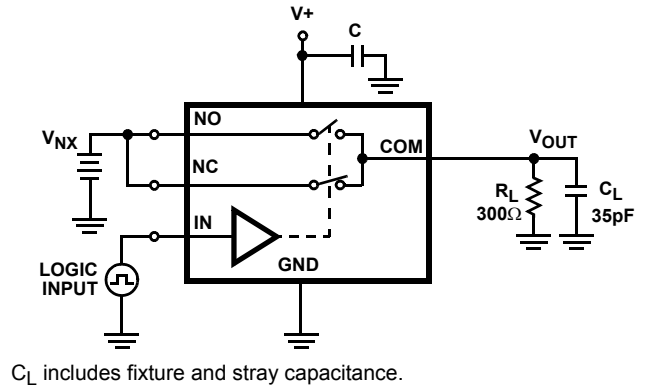 V+
C
NO
V_NX
COM
V_OUT
NC
R_L
300Ω
C_L
35pF
IN
LOGIC
INPUT
GND
C_L includes fixture and stray capacitance.